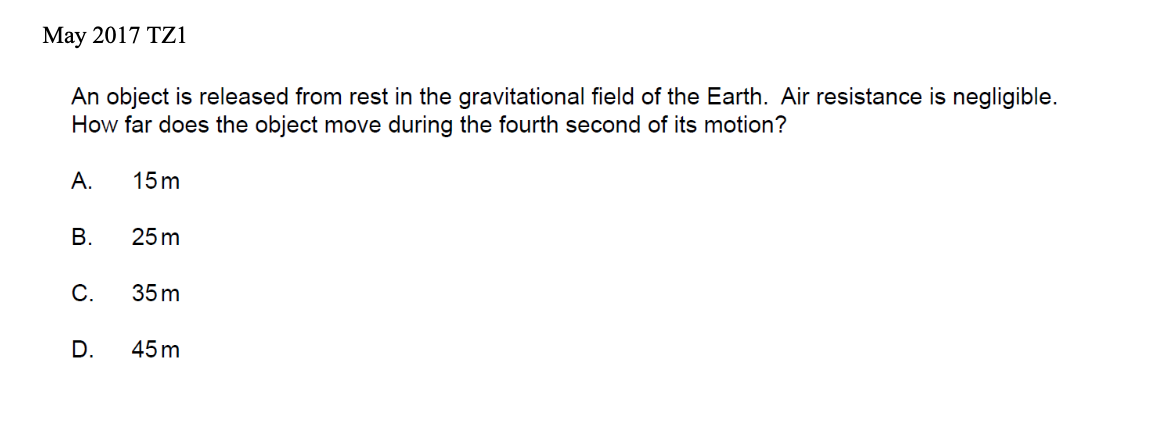 May 2017 TZ1
An object is released from rest in the gravitational field of the Earth. Air resistance is negligible.
How far does the object move during the fourth second of its motion?
A. 15 m
B. 25 m
C. 35 m
D. 45 m